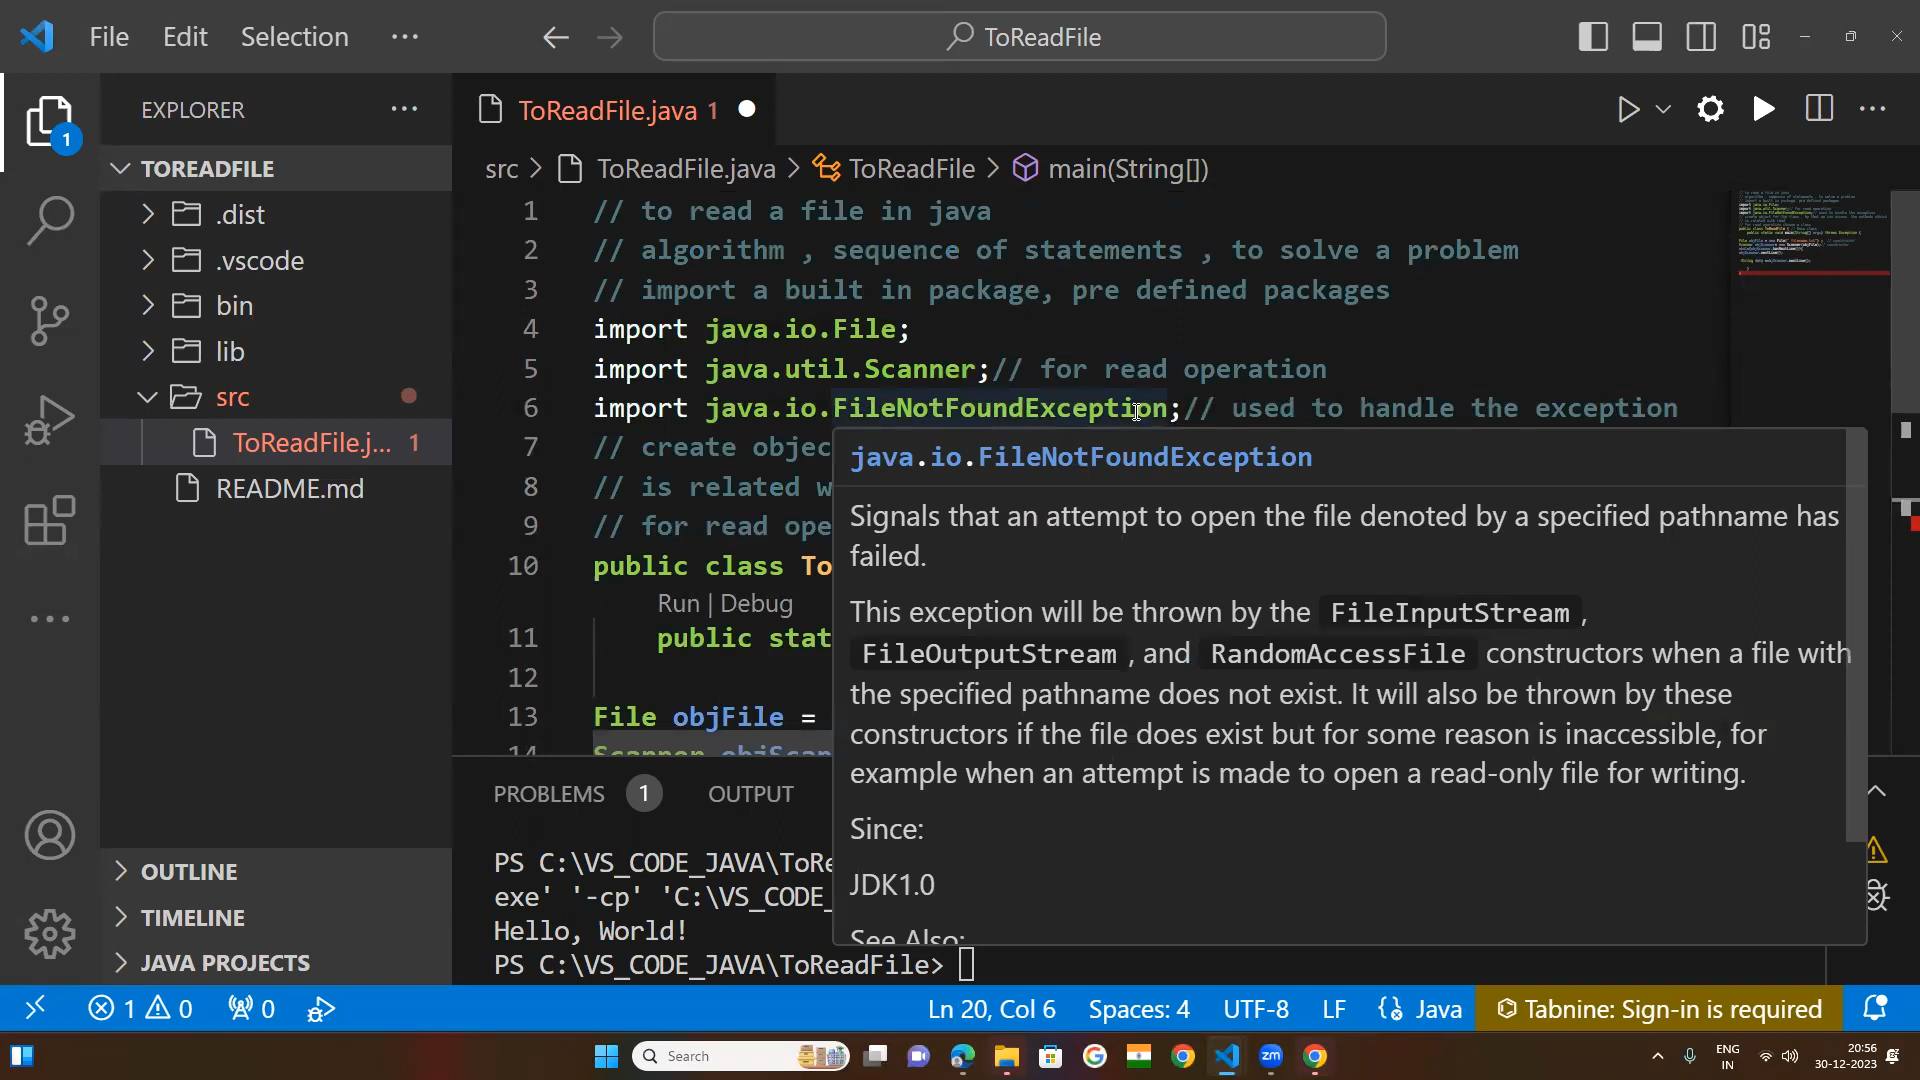 File Edit Selection ···
ToReadFile
EXPLORER ···
TOREADFILE
.dist
.vscode
bin
lib
src
ToReadFile.j... 1
README.md
OUTLINE
TIMELINE
JAVA PROJECTS
1
ToReadFile.java 1
src > ToReadFile.java > ToReadFile > main(String[])
1 // to read a file in java
2 // algorithm , sequence of statements , to solve a problem
3 // import a built in package, pre defined packages
4 import java.io.File;
5 import java.util.Scanner;// for read operation
6 import java.io.FileNotFoundException;// used to handle the exception
7 // create objec
8 // is related w
9 // for read ope
10 public class To
Run | Debug
11 public stat
12
13 File objFile =
14 Scanner objScan
java.io.FileNotFoundException
Signals that an attempt to open the file denoted by a specified pathname has
failed.
This exception will be thrown by the FileInputStream ,
FileOutputStream , and RandomAccessFile constructors when a file with
the specified pathname does not exist. It will also be thrown by these
constructors if the file does exist but for some reason is inaccessible, for
example when an attempt is made to open a read-only file for writing.
Since:
JDK1.0
See Also:
PROBLEMS 1 OUTPUT
PS C:\VS_CODE_JAVA\ToRe
exe' '-cp' 'C:\VS_CODE_
Hello, World!
PS C:\VS_CODE_JAVA\ToReadFile>
1 0 0 Ln 20, Col 6 Spaces: 4 UTF-8 LF Java Tabnine: Sign-in is required
Search
zm
ENG
IN
20:56
30-12-2023